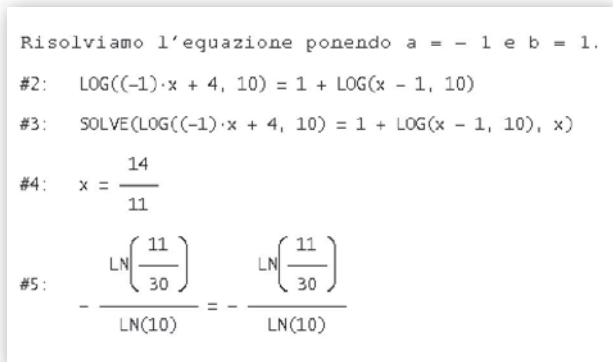 Risolviamo l'equazione ponendo a = – 1 e b = 1.
#2: LOG((–1)·x + 4, 10) = 1 + LOG(x – 1, 10)
#3: SOLVE(LOG((–1)·x + 4, 10) = 1 + LOG(x – 1, 10), x)
14
#4: x = ——
11
11 11
LN(——) LN(——)
30 30
#5: – ———— = – ————
LN(10) LN(10)